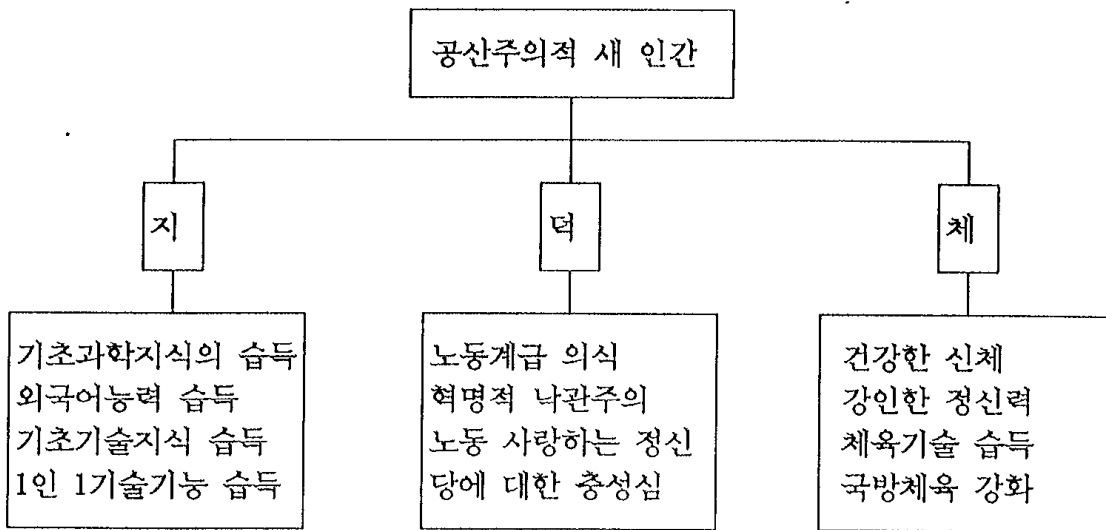 공산주의적 새 인간
지
덕
체
기초과학지식의 습득
외국어능력 습득
기초기술지식 습득
1인 1기술기능 습득
노동계급 의식
혁명적 낙관주의
노동 사랑하는 정신
당에 대한 충성심
건강한 신체
강인한 정신력
체육기술 습득
국방체육 강화